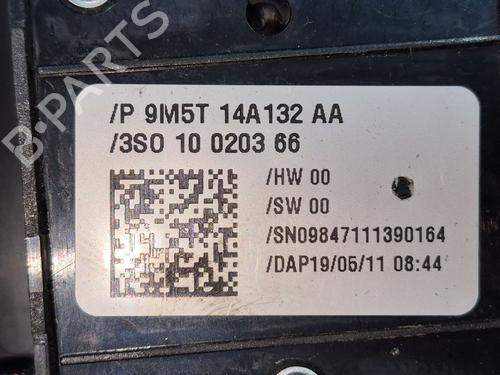 /P 9M5T 14A132 AA
/3SO 10 0203 66
/HW 00
/SW 00
/SN09847111390164
/DAP19/05/11 08:44
B-PARTS